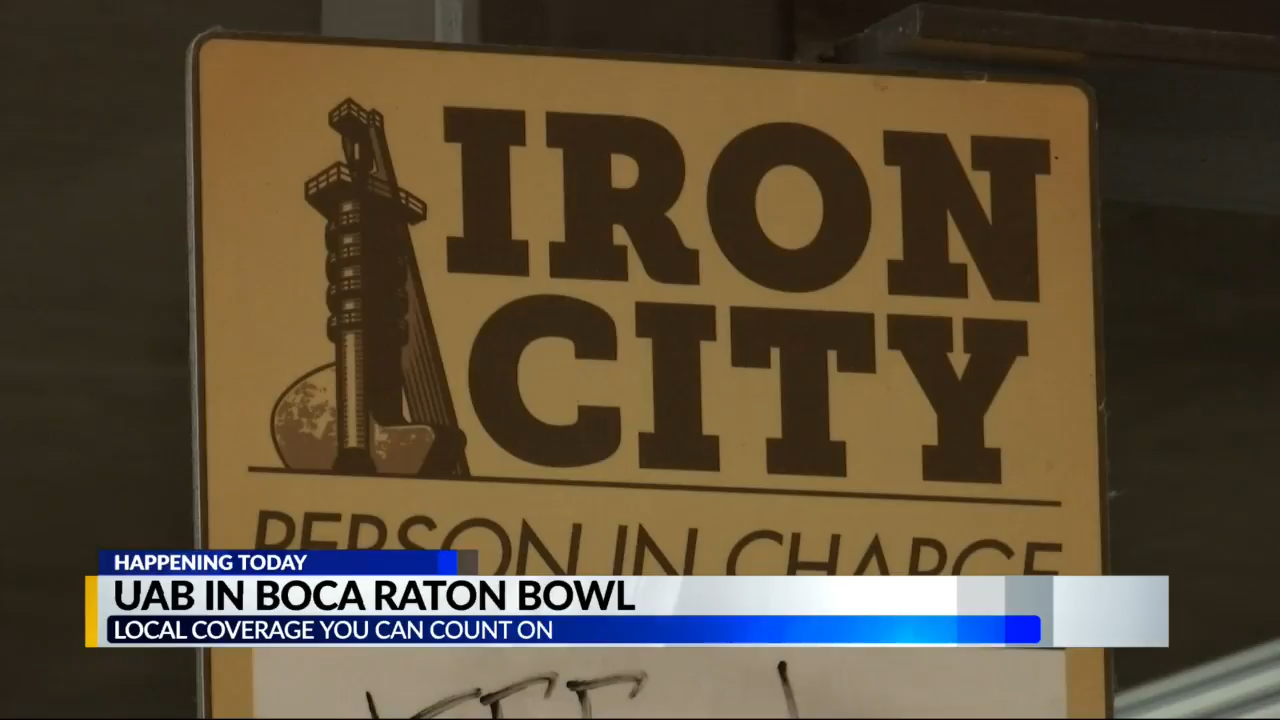 IRON
CITY
PERSON IN CHARGE
HAPPENING TODAY
UAB IN BOCA RATON BOWL
LOCAL COVERAGE YOU CAN COUNT ON